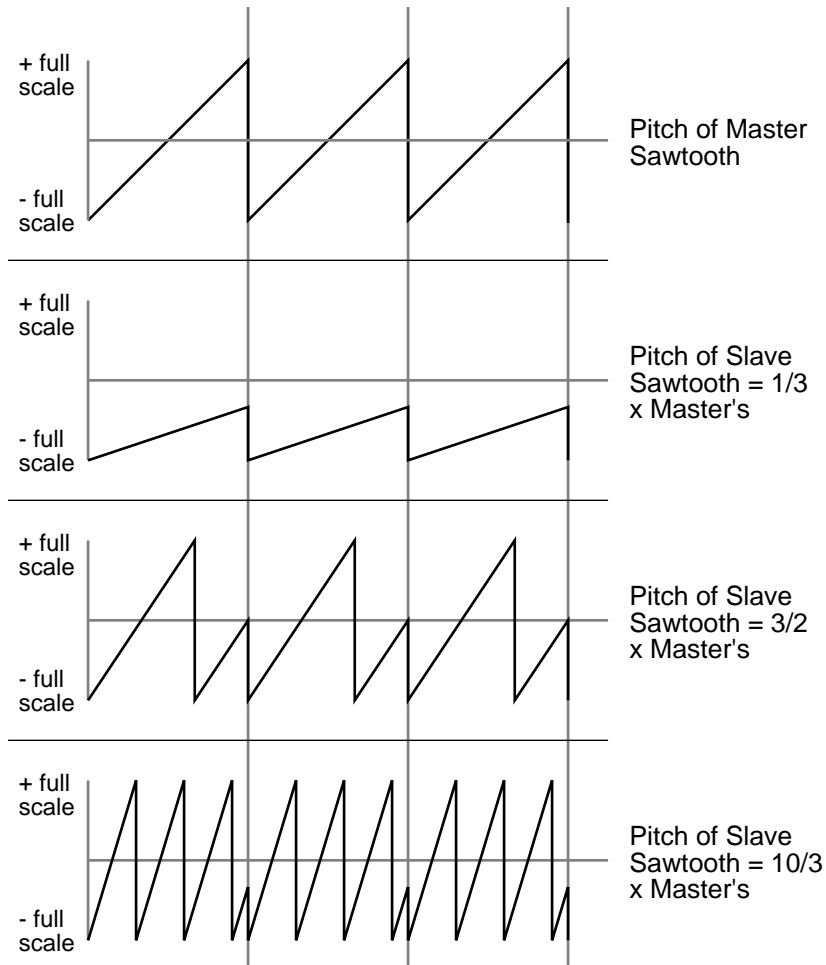 + full
scale
- full
scale
Pitch of Master
Sawtooth
+ full
scale
- full
scale
Pitch of Slave
Sawtooth = 1/3
x Master's
+ full
scale
- full
scale
Pitch of Slave
Sawtooth = 3/2
x Master's
+ full
scale
- full
scale
Pitch of Slave
Sawtooth = 10/3
x Master's